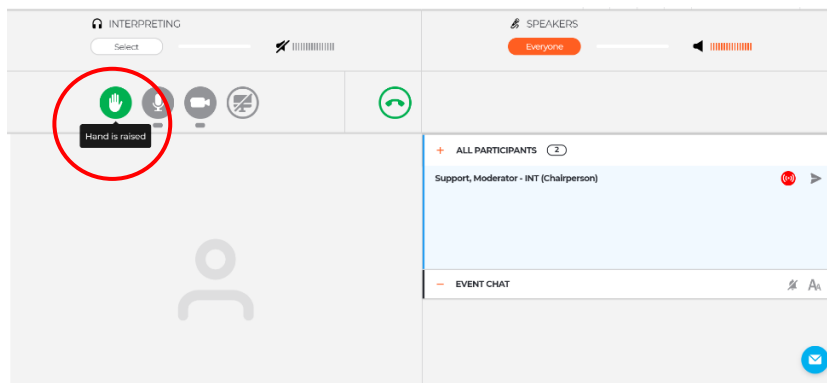 INTERPRETING
Select
SPEAKERS
Everyone
Hand is raised
ALL PARTICIPANTS 2
Support, Moderator - INT (Chairperson)
EVENT CHAT
AA